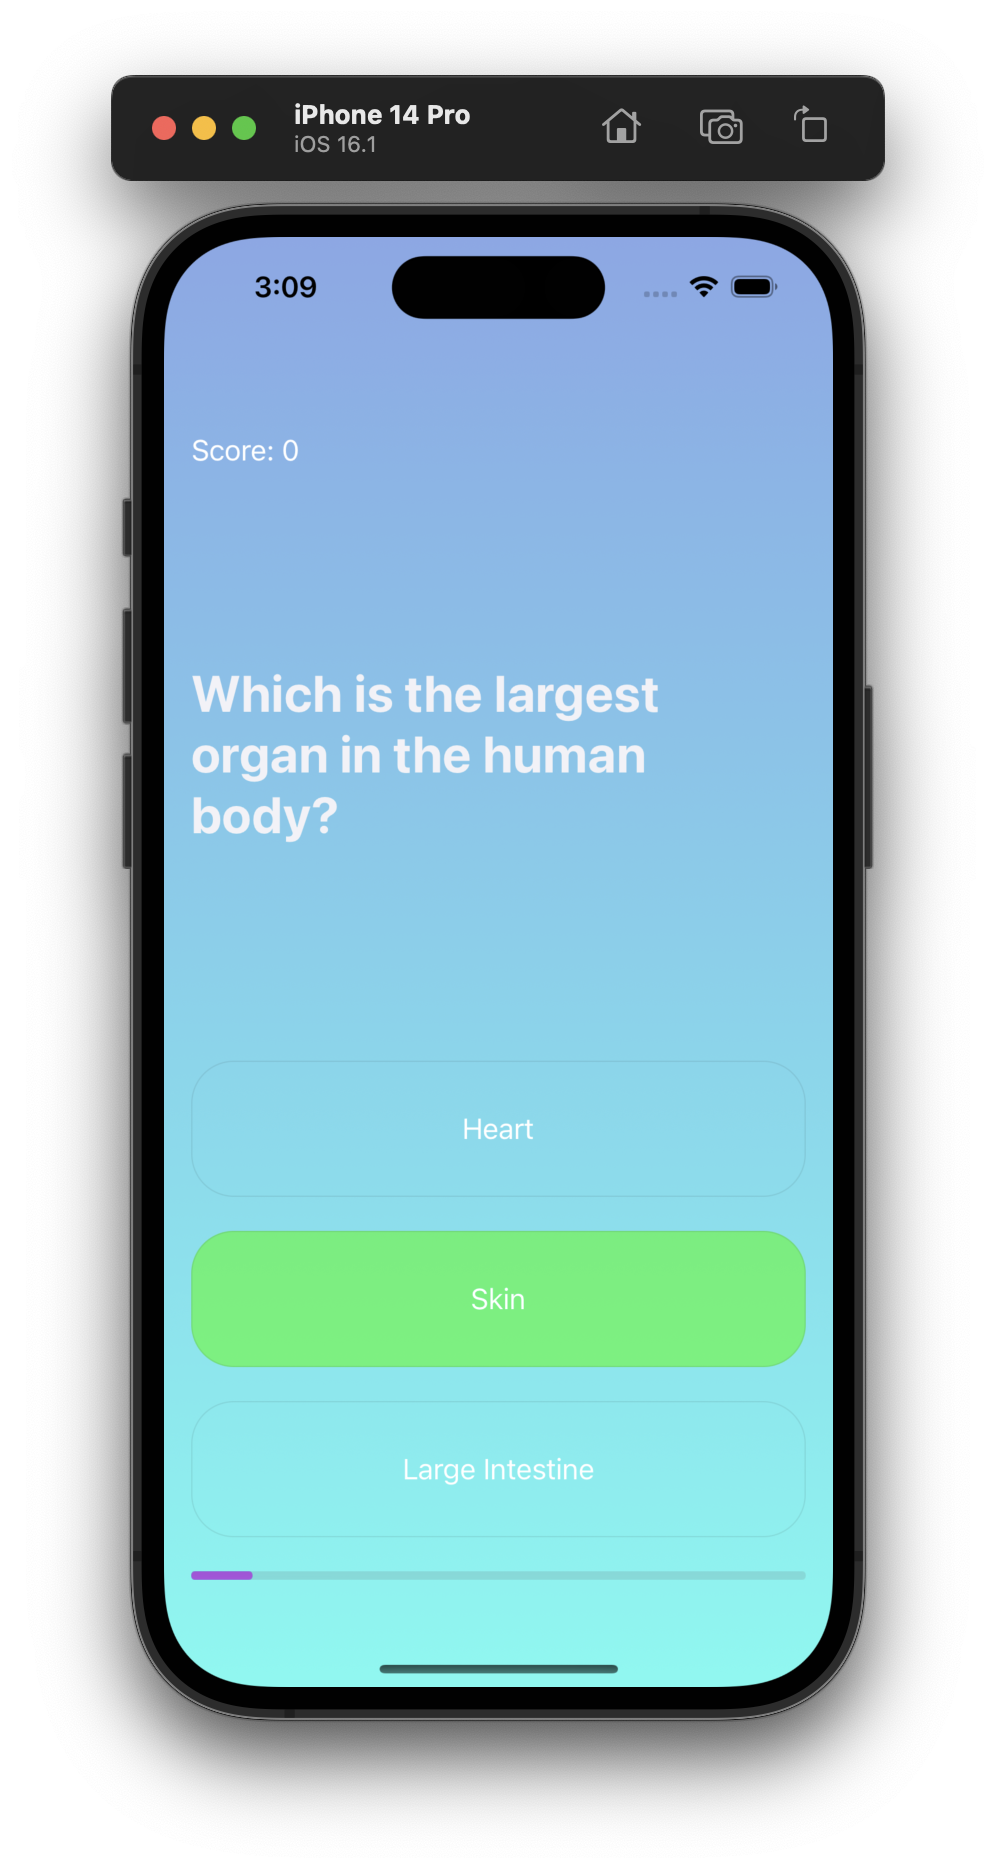 iPhone 14 Pro
iOS 16.1
3:09
Score: 0
Which is the largest
organ in the human
body?
Heart
Skin
Large Intestine